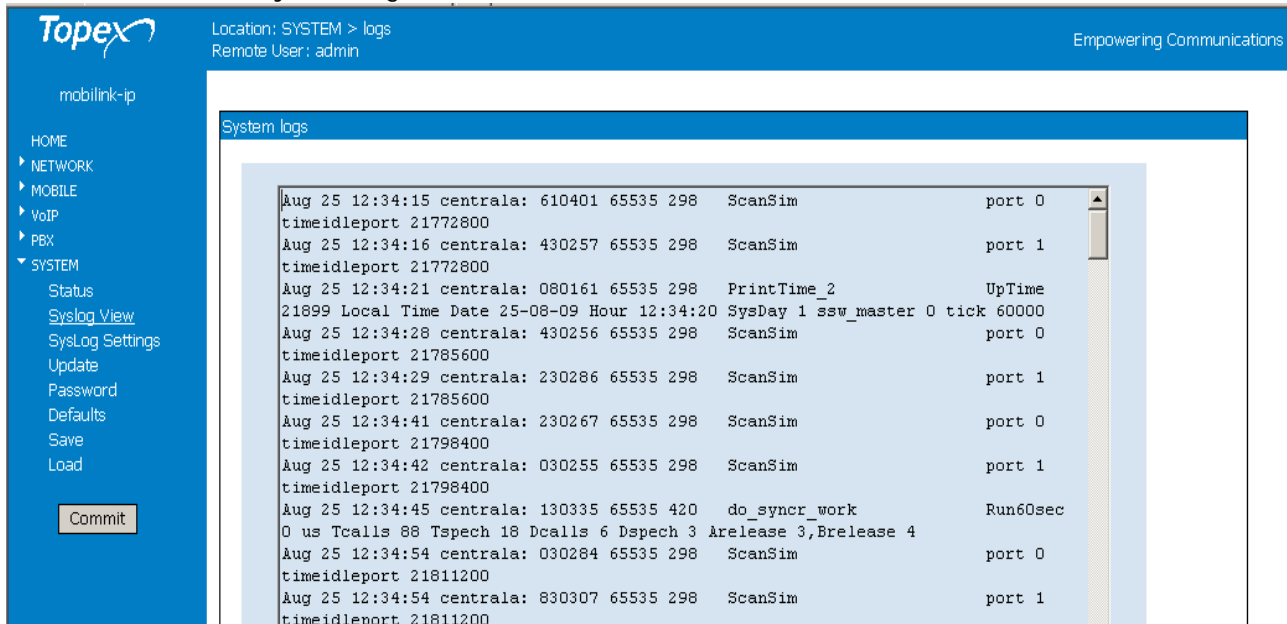 Topex
Location: SYSTEM > logs
Remote User: admin
Empowering Communications
mobilink-ip
HOME
NETWORK
MOBILE
VoIP
PBX
SYSTEM
Status
Syslog View
SysLog Settings
Update
Password
Defaults
Save
Load
Commit
System logs
Aug 25 12:34:15 centrala: 610401 65535 298 ScanSim port 0
timeidleport 21772800
Aug 25 12:34:16 centrala: 430257 65535 298 ScanSim port 1
timeidleport 21772800
Aug 25 12:34:21 centrala: 080161 65535 298 PrintTime_2 UpTime
21899 Local Time Date 25-08-09 Hour 12:34:20 SysDay 1 ssw_master 0 tick 60000
Aug 25 12:34:28 centrala: 430256 65535 298 ScanSim port 0
timeidleport 21785600
Aug 25 12:34:29 centrala: 230286 65535 298 ScanSim port 1
timeidleport 21785600
Aug 25 12:34:41 centrala: 230267 65535 298 ScanSim port 0
timeidleport 21798400
Aug 25 12:34:42 centrala: 030255 65535 298 ScanSim port 1
timeidleport 21798400
Aug 25 12:34:45 centrala: 130335 65535 420 do_syncr_work Run60sec
0 us Tcalls 88 Tspech 18 Dcalls 6 Dspech 3 Arelease 3,Brelease 4
Aug 25 12:34:54 centrala: 030284 65535 298 ScanSim port 0
timeidleport 21811200
Aug 25 12:34:54 centrala: 830307 65535 298 ScanSim port 1
timeidleport 21811200